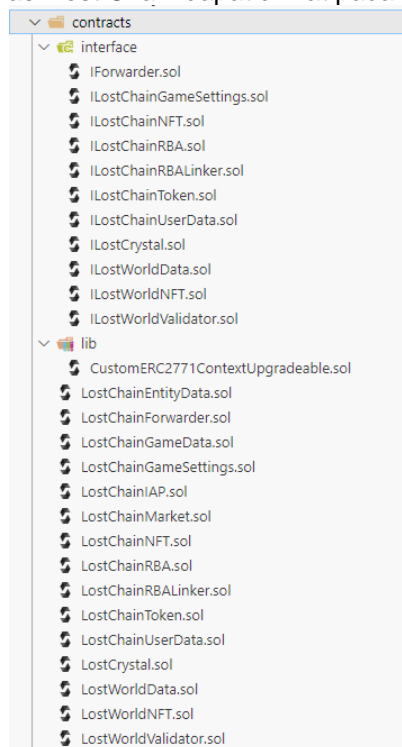 contracts
interface
IForwarder.sol
ILostChainGameSettings.sol
ILostChainNFT.sol
ILostChainRBA.sol
ILostChainRBALinker.sol
ILostChainToken.sol
ILostChainUserData.sol
ILostCrystal.sol
ILostWorldData.sol
ILostWorldNFT.sol
ILostWorldValidator.sol
lib
CustomERC2771ContextUpgradeable.sol
LostChainEntityData.sol
LostChainForwarder.sol
LostChainGameData.sol
LostChainGameSettings.sol
LostChainIAP.sol
LostChainMarket.sol
LostChainNFT.sol
LostChainRBA.sol
LostChainRBALinker.sol
LostChainToken.sol
LostChainUserData.sol
LostCrystal.sol
LostWorldData.sol
LostWorldNFT.sol
LostWorldValidator.sol